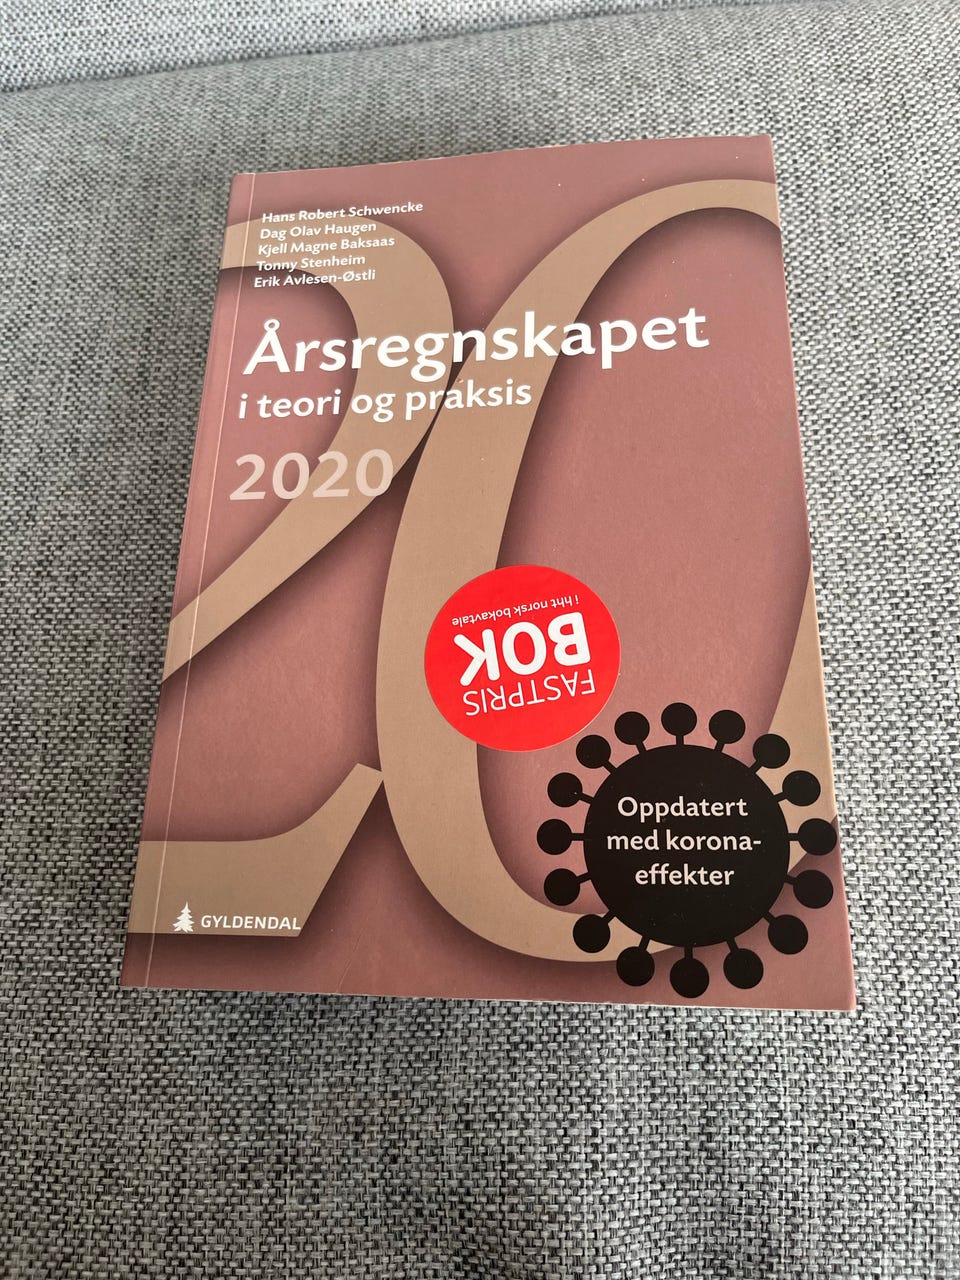 Hans Robert Schwencke
Dag Olav Haugen
Kjell Magne Baksaas
Tonny Stenheim
Erik Avlesen-Østli
Årsregnskapet
i teori og praksis
2020
FASTPRIS
BOK
i hht norsk bokavtale
Oppdatert
med korona-
effekter
GYLDENDAL